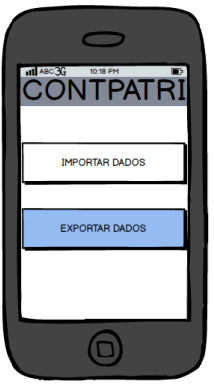 ABC 3G 10:18 PM
CONTPATRI
IMPORTAR DADOS
EXPORTAR DADOS